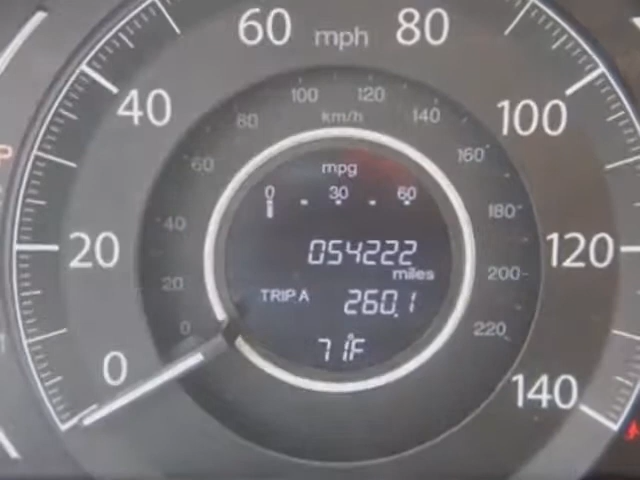 60 mph 80
100 120
40 80 km/h 140 100
60 mpg 160
0 30 60
40 180
20 054222 120
miles
20 TRIP A 260.1 200
0 220
71°F
0 140
P